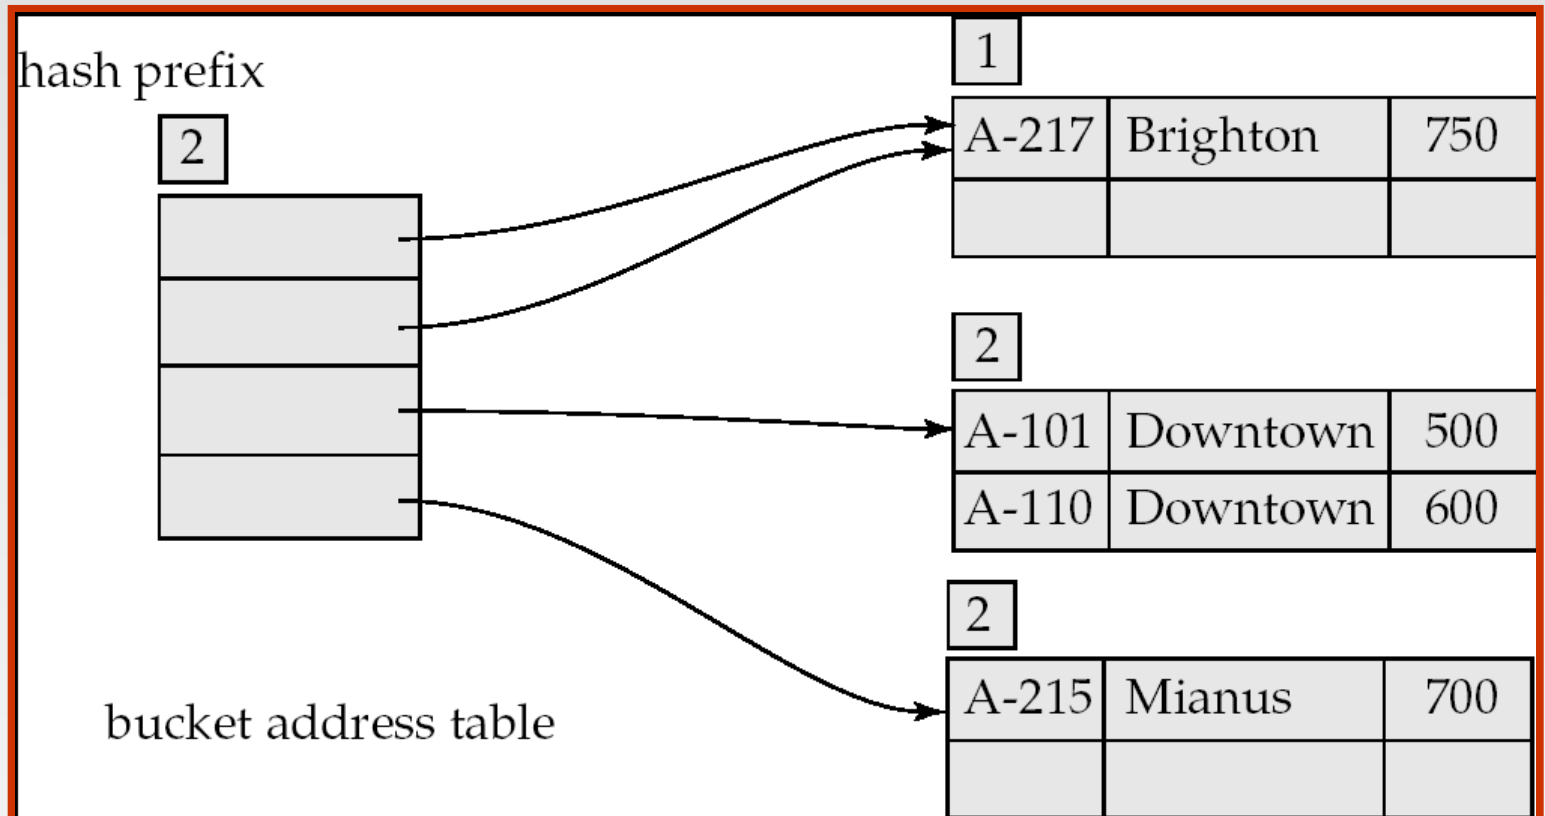 hash prefix
2
1
A-217 Brighton 750
2
A-101 Downtown 500
A-110 Downtown 600
2
A-215 Mianus 700
bucket address table